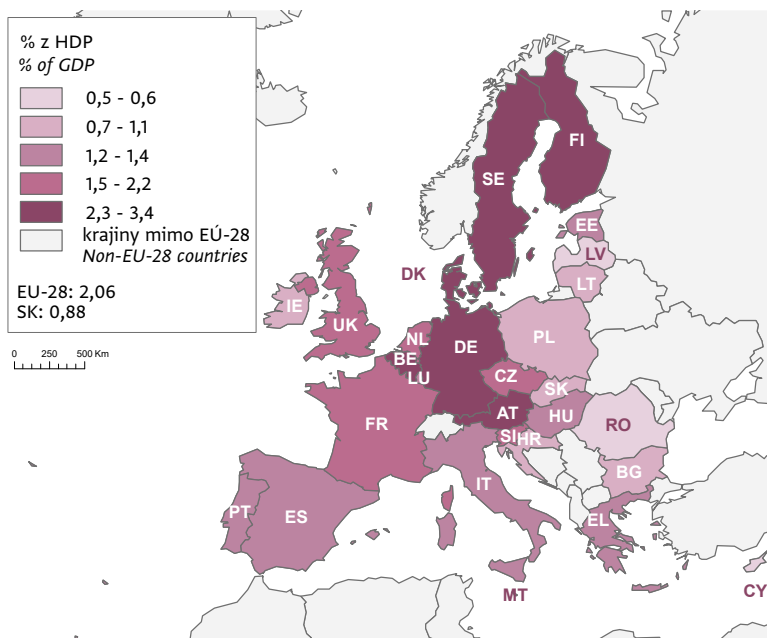 % z HDP
% of GDP
0,5 - 0,6
0,7 - 1,1
1,2 - 1,4
1,5 - 2,2
2,3 - 3,4
krajiny mimo EÚ-28
Non-EU-28 countries
EU-28: 2,06
SK: 0,88
0 250 500 Km
FI
SE
EE
LV
LT
DK
IE
UK
NL
BE
LU
DE
PL
CZ
SK
AT
HU
SI
HR
RO
BG
FR
IT
PT
ES
EL
MT
CY